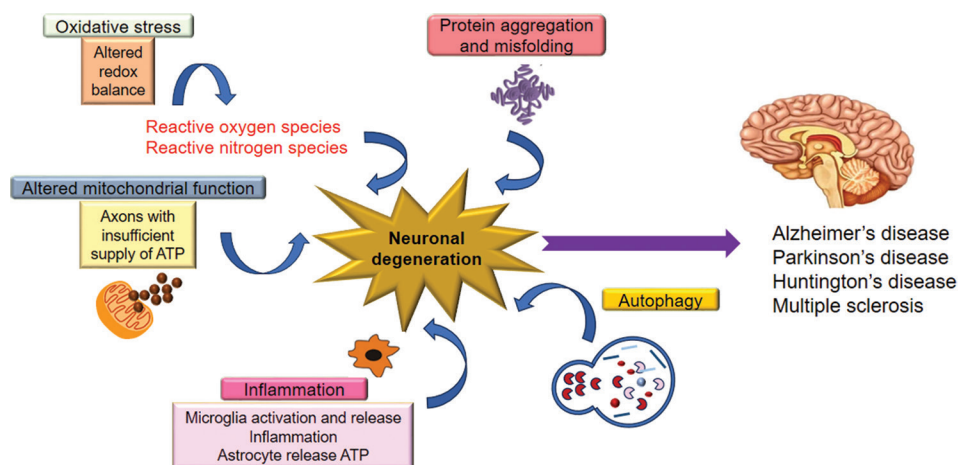 Oxidative stress
Altered
redox
balance
Reactive oxygen species
Reactive nitrogen species
Protein aggregation
and misfolding
Altered mitochondrial function
Axons with
insufficient
supply of ATP
Neuronal
degeneration
Autophagy
Inflammation
Microglia activation and release
Inflammation
Astrocyte release ATP
Alzheimer’s disease
Parkinson’s disease
Huntington’s disease
Multiple sclerosis